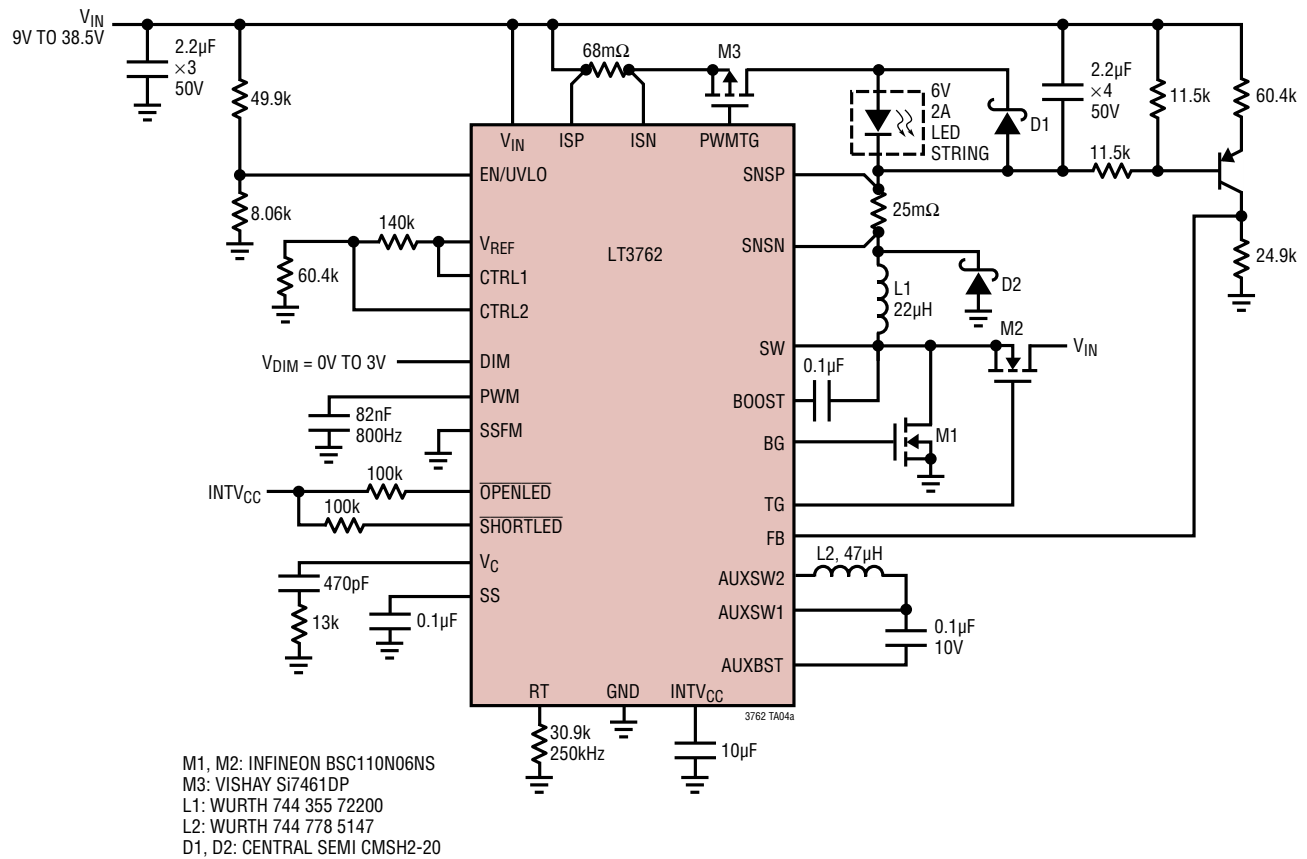 VIN
9V TO 38.5V
2.2µF
×3
50V
49.9k
8.06k
68mΩ
M3
6V
2A
LED
STRING
D1
2.2µF
×4
50V
11.5k
60.4k
11.5k
24.9k
VIN
ISP
ISN
PWMTG
EN/UVLO
SNSP
25mΩ
SNSN
LT3762
140k
60.4k
VREF
CTRL1
CTRL2
L1
22µH
D2
M2
VIN
SW
0.1µF
BOOST
BG
M1
VDIM = 0V TO 3V
DIM
PWM
82nF
800Hz
SSFM
INTVCC
100k
OPENLED
100k
SHORTLED
TG
FB
VC
470pF
13k
SS
0.1µF
AUXSW2
L2, 47µH
AUXSW1
0.1µF
10V
AUXBST
RT
GND
INTVCC
3762 TA04a
30.9k
250kHz
10µF
M1, M2: INFINEON BSC110N06NS
M3: VISHAY Si7461DP
L1: WURTH 744 355 72200
L2: WURTH 744 778 5147
D1, D2: CENTRAL SEMI CMSH2-20